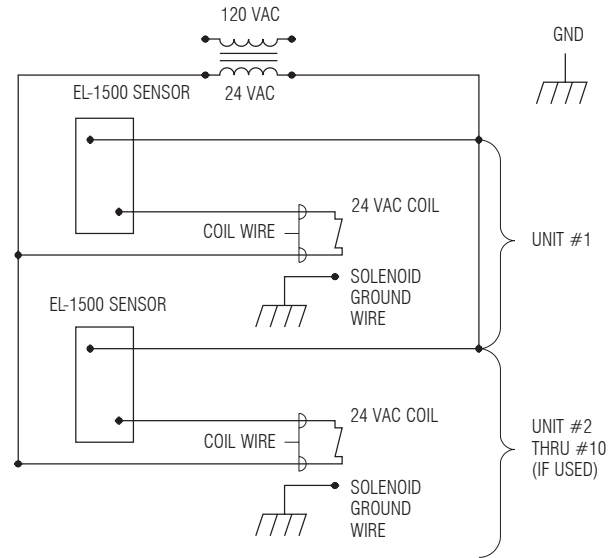 120 VAC
GND
24 VAC
EL-1500 SENSOR
24 VAC COIL
COIL WIRE
UNIT #1
SOLENOID
GROUND
WIRE
EL-1500 SENSOR
24 VAC COIL
COIL WIRE
UNIT #2
THRU #10
(IF USED)
SOLENOID
GROUND
WIRE